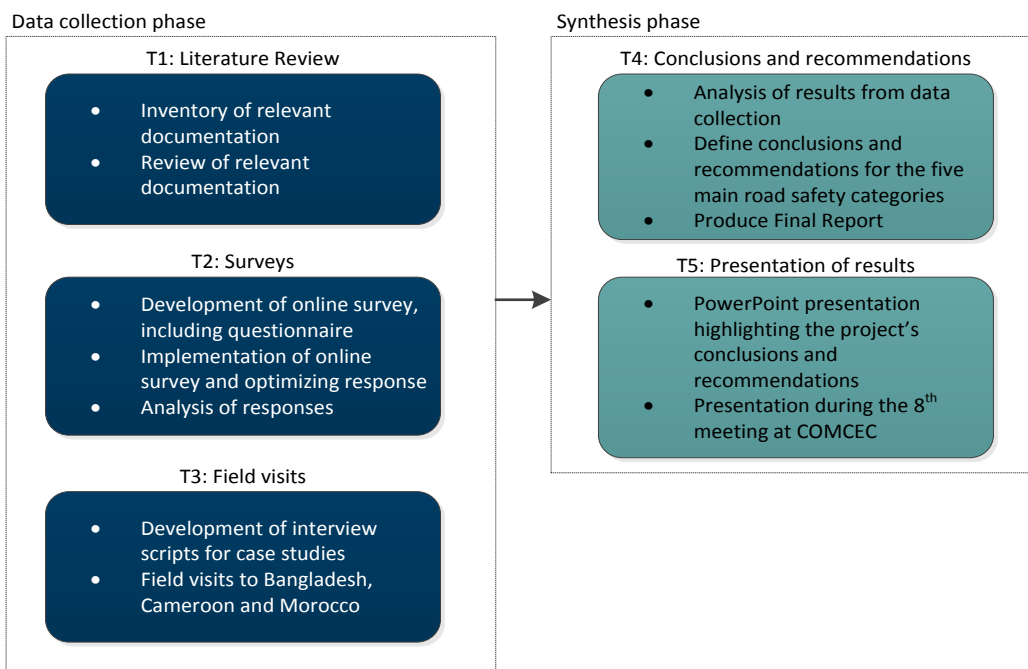 Data collection phase
T1: Literature Review
• Inventory of relevant
documentation
• Review of relevant
documentation
T2: Surveys
• Development of online survey,
including questionnaire
• Implementation of online
survey and optimizing response
• Analysis of responses
T3: Field visits
• Development of interview
scripts for case studies
• Field visits to Bangladesh,
Cameroon and Morocco
Synthesis phase
T4: Conclusions and recommendations
• Analysis of results from data
collection
• Define conclusions and
recommendations for the five
main road safety categories
• Produce Final Report
T5: Presentation of results
• PowerPoint presentation
highlighting the project's
conclusions and
recommendations
• Presentation during the 8th
meeting at COMCEC